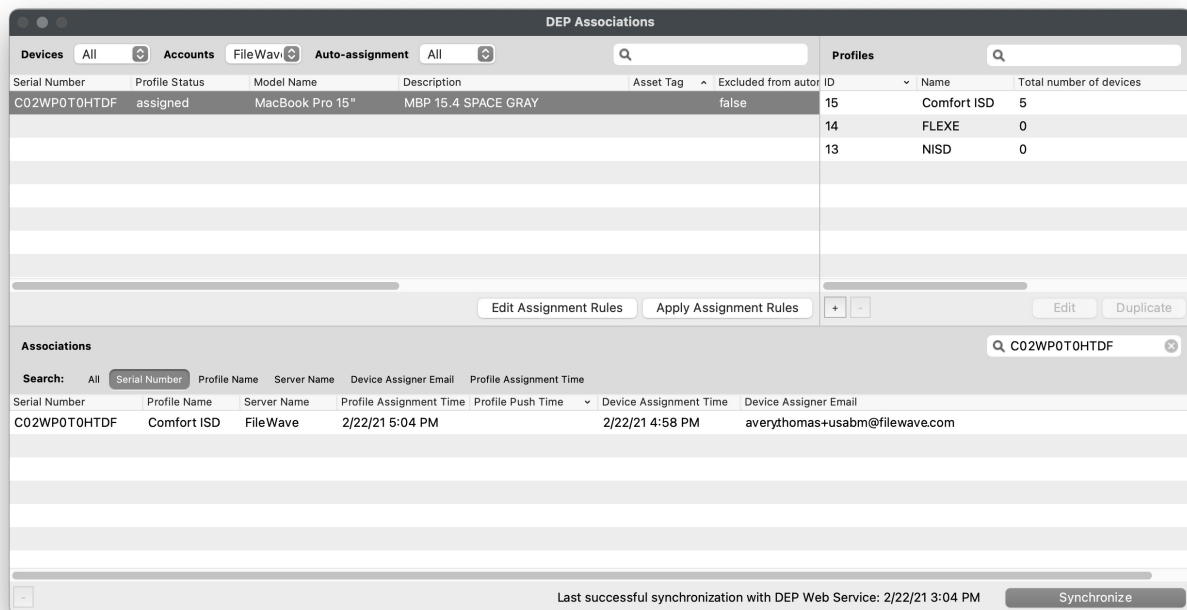 DEP Associations
Devices All Accounts FileWav Auto-assignment All
Profiles
Serial Number Profile Status Model Name Description Asset Tag Excluded from autor
C02WP0T0HTDF assigned MacBook Pro 15" MBP 15.4 SPACE GRAY false
ID Name Total number of devices
15 Comfort ISD 5
14 FLEXE 0
13 NISD 0
Edit Assignment Rules Apply Assignment Rules
+ - Edit Duplicate
Associations C02WP0T0HTDF
Search: All Serial Number Profile Name Server Name Device Assigner Email Profile Assignment Time
Serial Number Profile Name Server Name Profile Assignment Time Profile Push Time Device Assignment Time Device Assigner Email
C02WP0T0HTDF Comfort ISD FileWave 2/22/21 5:04 PM 2/22/21 4:58 PM avery.thomas+usabm@filewave.com
- Last successful synchronization with DEP Web Service: 2/22/21 3:04 PM Synchronize